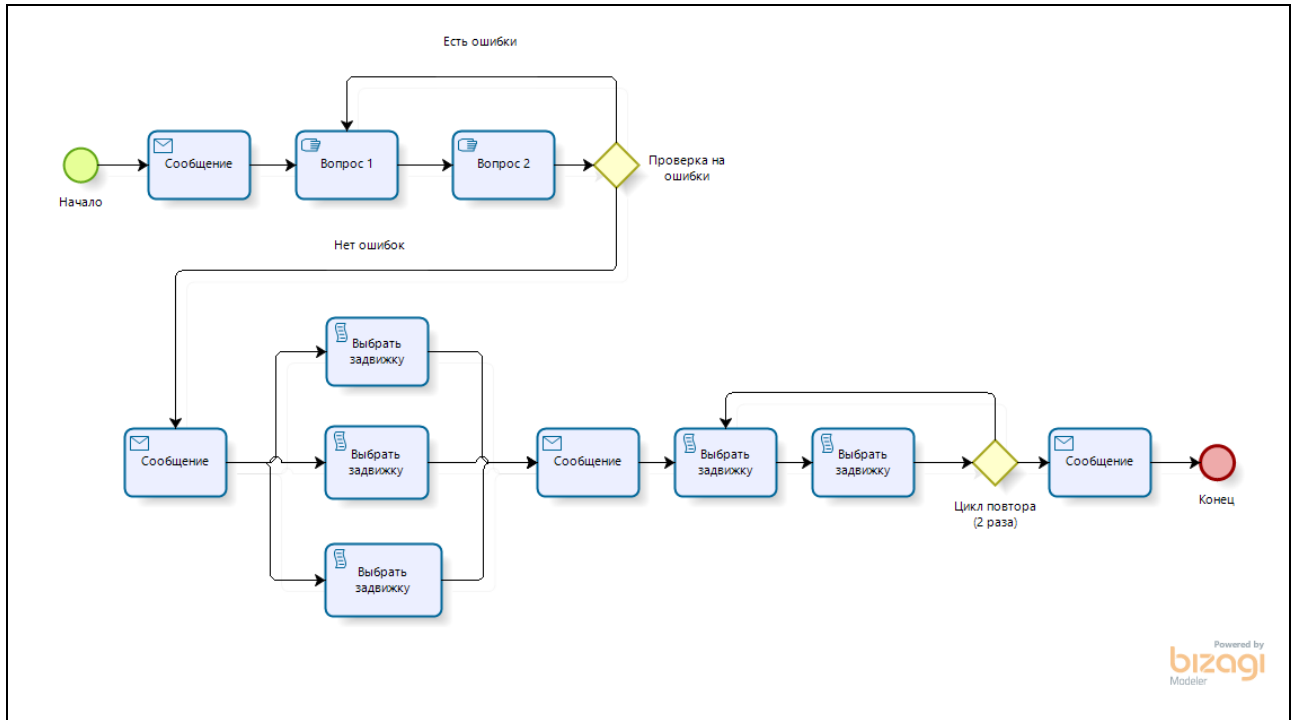 Есть ошибки
Сообщение
Вопрос 1
Вопрос 2
Проверка на
ошибки
Начало
Нет ошибок
Выбрать
задвижку
Сообщение
Выбрать
задвижку
Сообщение
Выбрать
задвижку
Выбрать
задвижку
Сообщение
Цикл повтора
(2 раза)
Конец
Выбрать
задвижку
Powered by
bizagi
Modeler